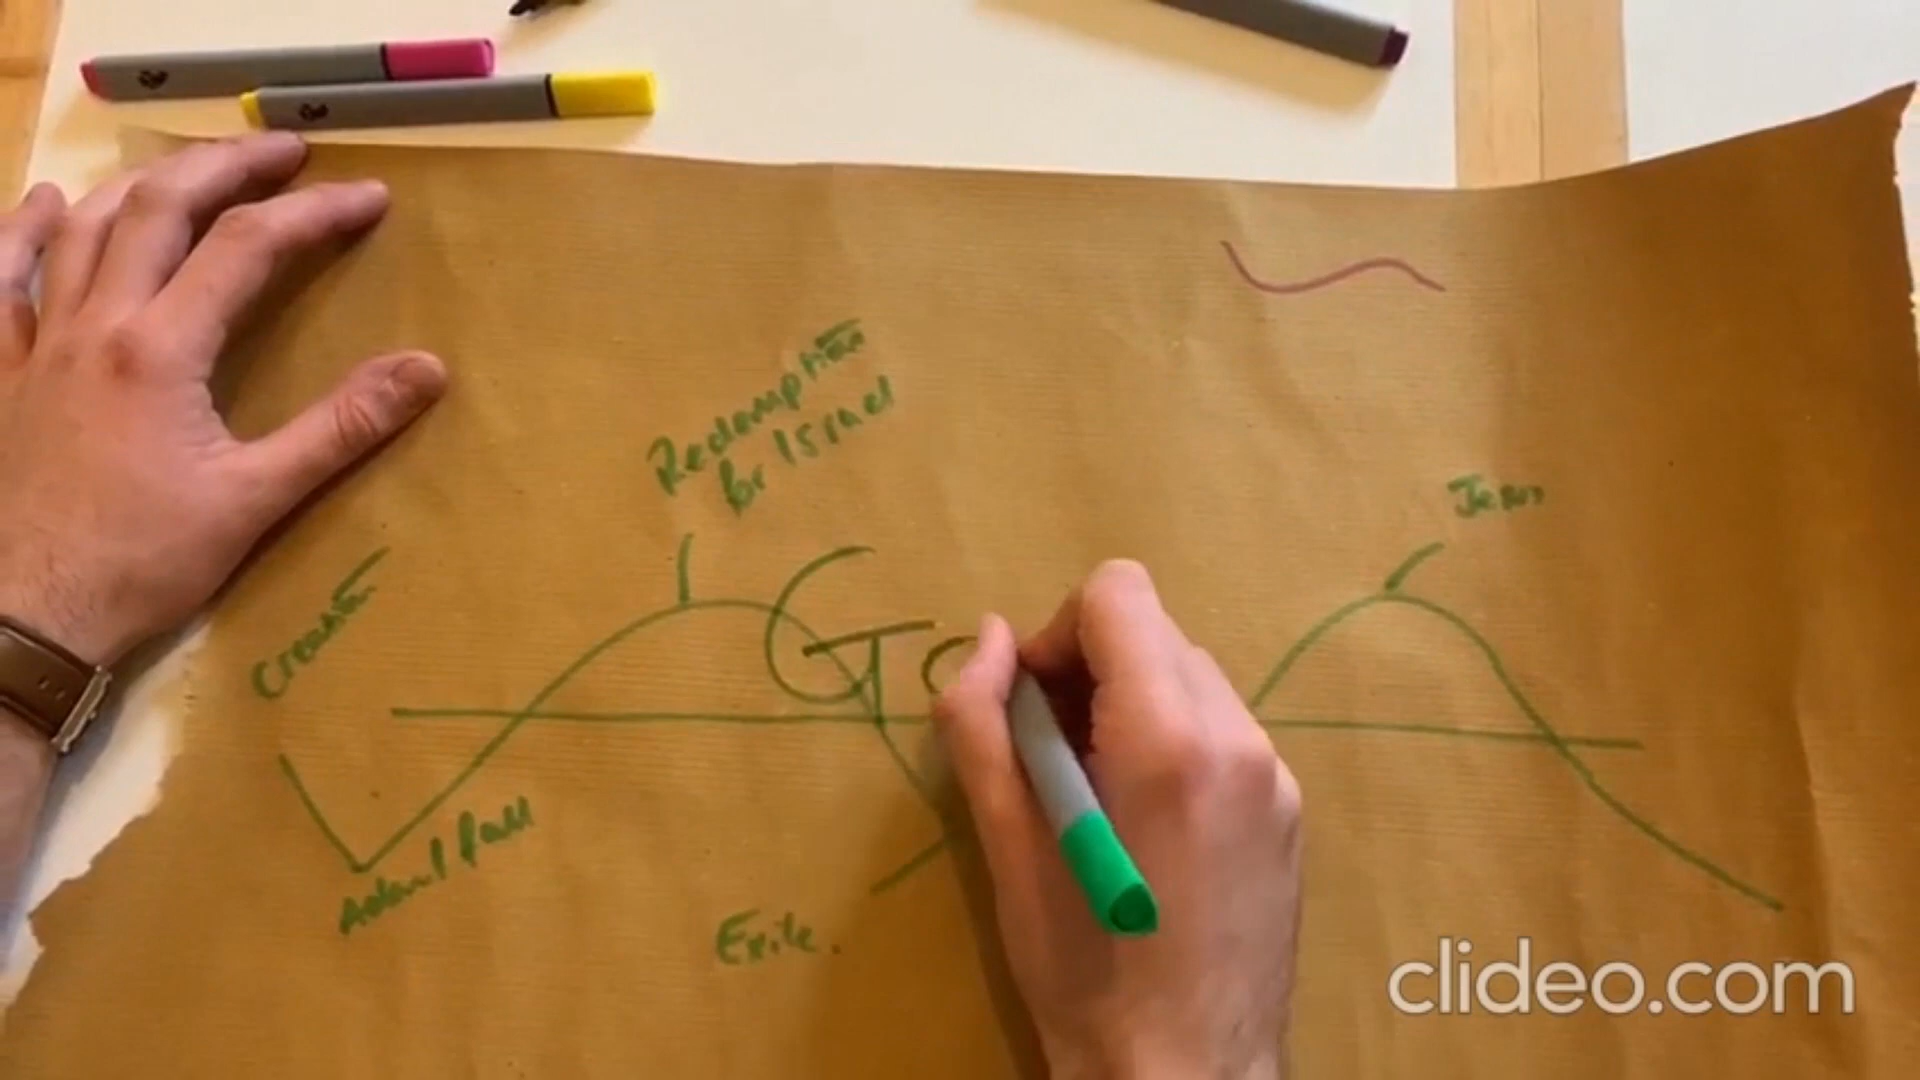 Redemption
for Israel
Jesus
Creation
GO
Adam / fall
Exile.
clideo.com